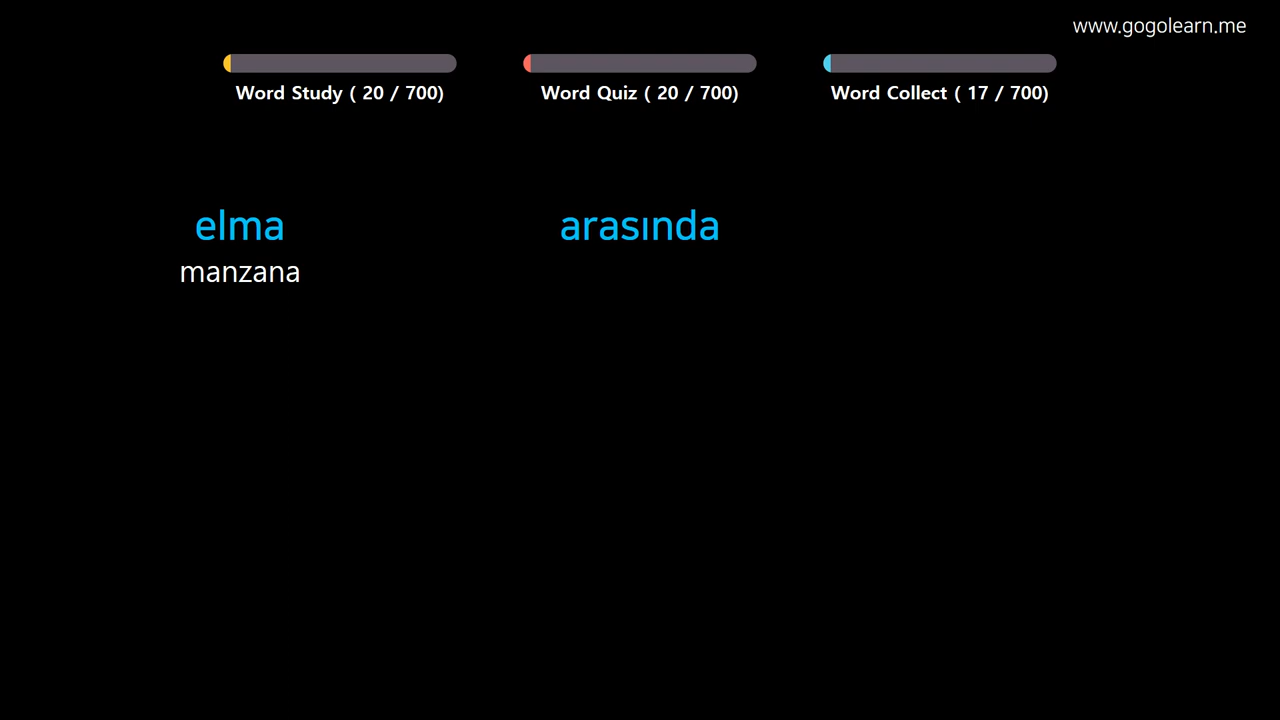 www.gogolearn.me
Word Study ( 20 / 700)
Word Quiz ( 20 / 700)
Word Collect ( 17 / 700)
elma
manzana
arasında